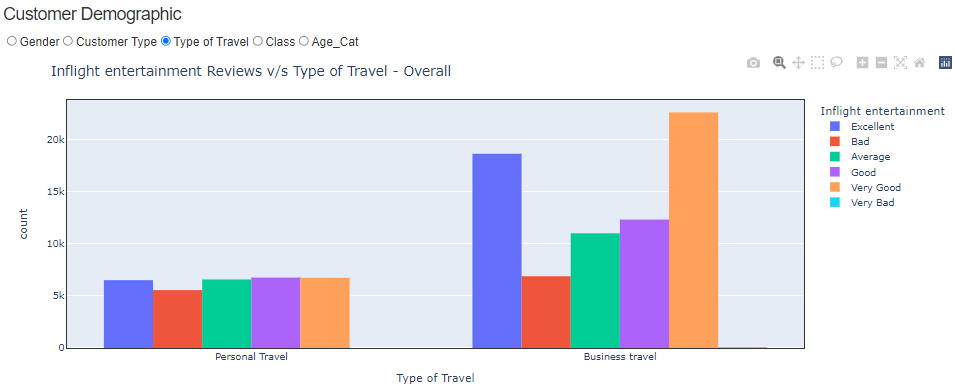 Customer Demographic
Gender Customer Type Type of Travel Class Age_Cat
Inflight entertainment Reviews v/s Type of Travel - Overall
Inflight entertainment
Excellent
Bad
Average
Good
Very Good
Very Bad
count
20k
15k
10k
5k
0
Personal Travel Business travel
Type of Travel